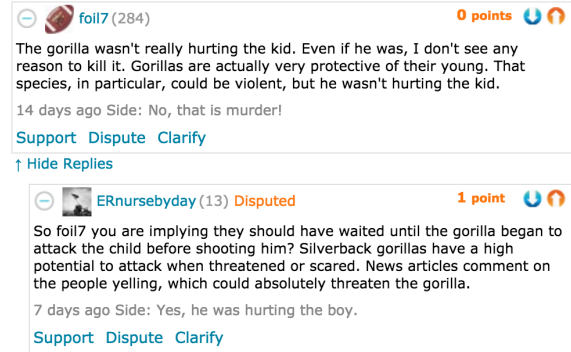 foil7 (284) 0 points
The gorilla wasn't really hurting the kid. Even if he was, I don't see any
reason to kill it. Gorillas are actually very protective of their young. That
species, in particular, could be violent, but he wasn't hurting the kid.
14 days ago Side: No, that is murder!
Support Dispute Clarify
↑ Hide Replies
ERnursebyday (13) Disputed 1 point
So foil7 you are implying they should have waited until the gorilla began to
attack the child before shooting him? Silverback gorillas have a high
potential to attack when threatened or scared. News articles comment on
the people yelling, which could absolutely threaten the gorilla.
7 days ago Side: Yes, he was hurting the boy.
Support Dispute Clarify